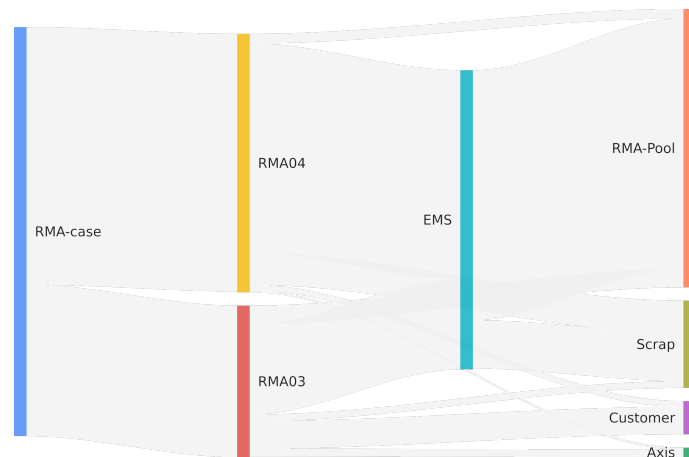 RMA-case
RMA04
RMA03
EMS
RMA-Pool
Scrap
Customer
Axis